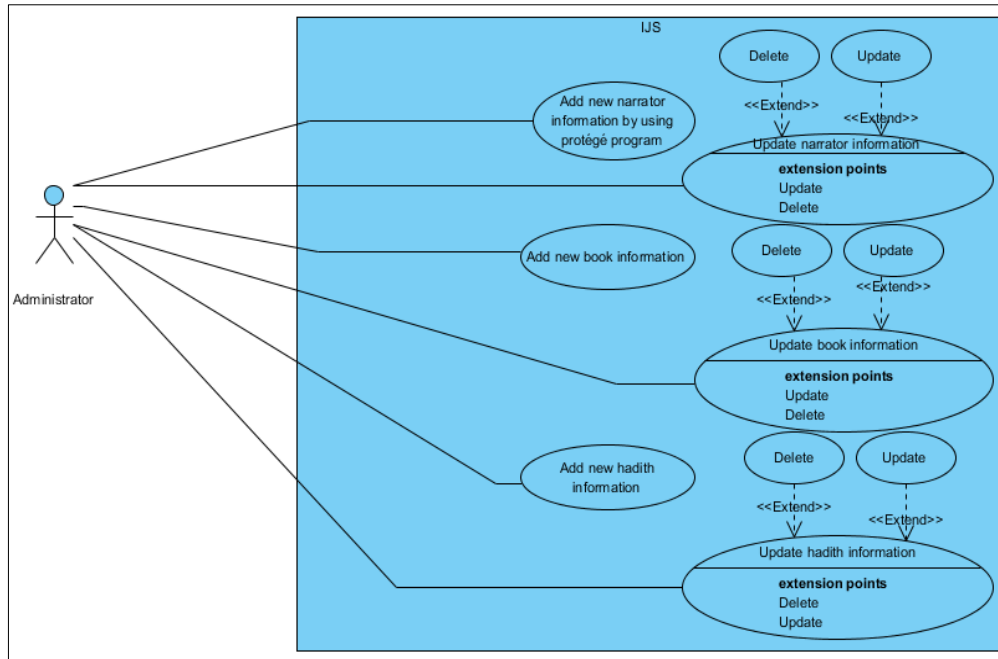 IJS
Delete
Update
<<Extend>>
<<Extend>>
Add new narrator
information by using
protégé program
Update narrator information
extension points
Update
Delete
Administrator
Add new book information
Delete
Update
<<Extend>>
<<Extend>>
Update book information
extension points
Update
Delete
Add new hadith
information
Delete
Update
<<Extend>>
<<Extend>>
Update hadith information
extension points
Delete
Update